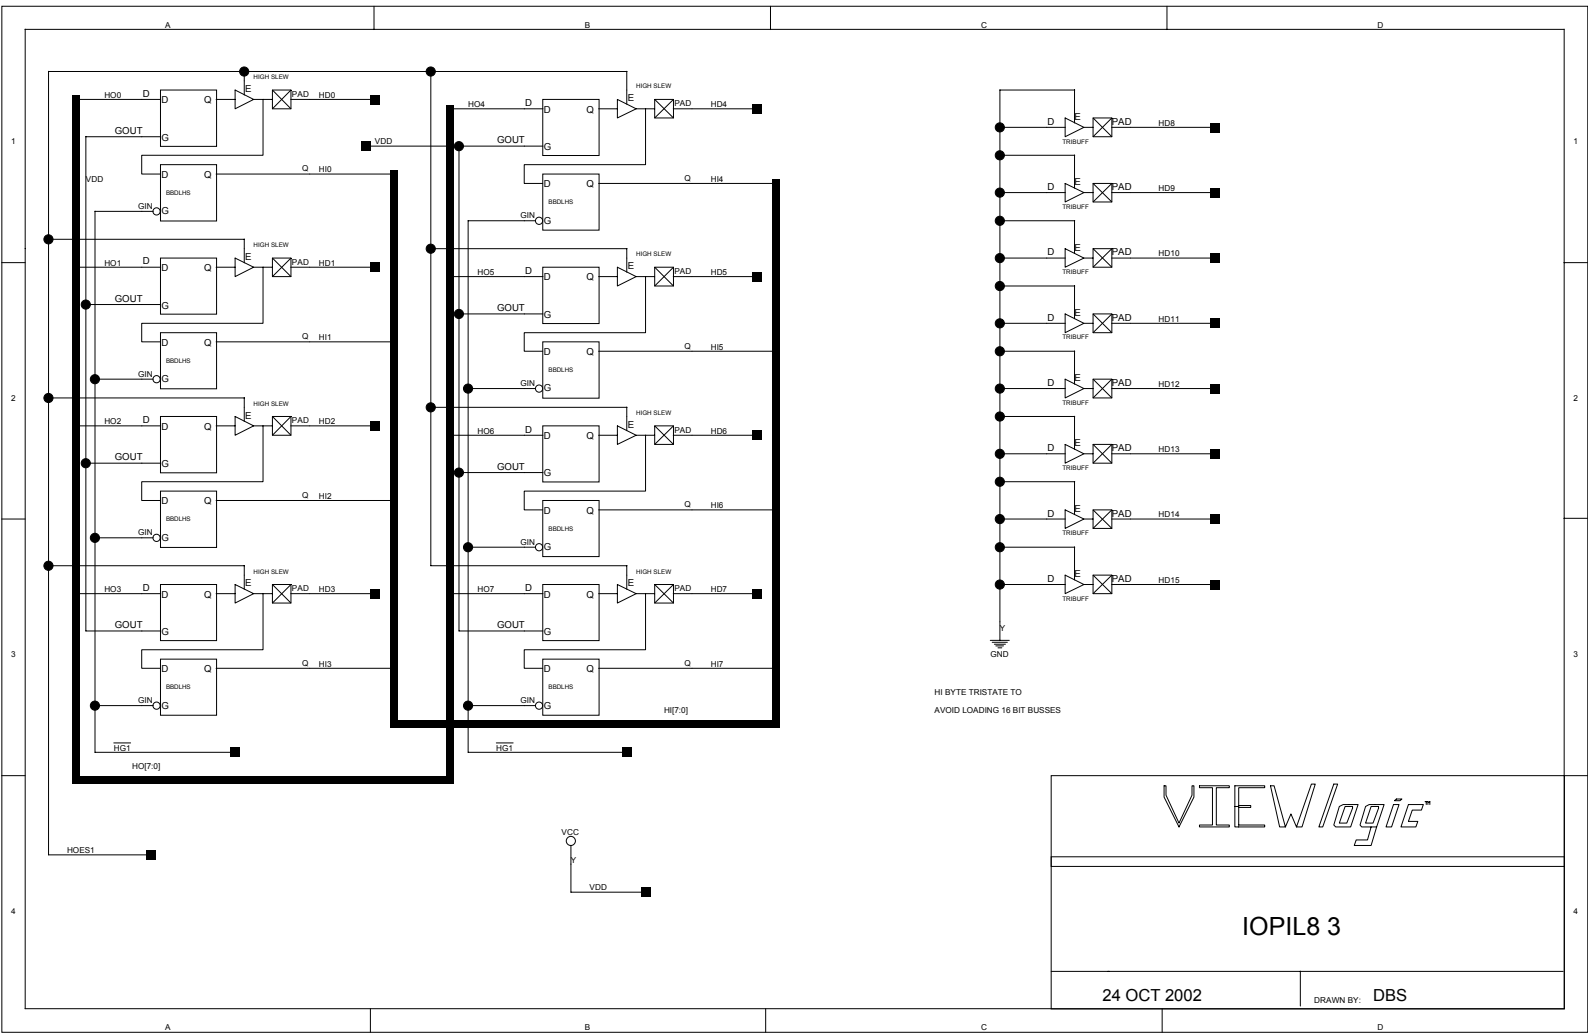 A B C D
HIGH SLEW
HO0 D D Q E PAD HD0
GOUT G
VDD
D Q Q HI0
BBDLHS
GIN G
HIGH SLEW
HO1 D D Q E PAD HD1
GOUT G
D Q Q HI1
BBDLHS
GIN G
HIGH SLEW
HO2 D D Q E PAD HD2
GOUT G
D Q Q HI2
BBDLHS
GIN G
HIGH SLEW
HO3 D D Q E PAD HD3
GOUT G
D Q Q HI3
BBDLHS
GIN G
HG1
HO[7:0]
HOES1
HIGH SLEW
HO4 D D Q E PAD HD4
VDD GOUT G
D Q Q HI4
BBDLHS
GIN G
HIGH SLEW
HO5 D D Q E PAD HD5
GOUT G
D Q Q HI5
BBDLHS
GIN G
HIGH SLEW
HO6 D D Q E PAD HD6
GOUT G
D Q Q HI6
BBDLHS
GIN G
HIGH SLEW
HO7 D D Q E PAD HD7
GOUT G
D Q Q HI7
BBDLHS
GIN G
HI[7:0]
HG1
VCC
Y
VDD
D E PAD HD8
TRIBUFF
D E PAD HD9
TRIBUFF
D E PAD HD10
TRIBUFF
D E PAD HD11
TRIBUFF
D E PAD HD12
TRIBUFF
D E PAD HD13
TRIBUFF
D E PAD HD14
TRIBUFF
D E PAD HD15
TRIBUFF
Y
GND
HI BYTE TRISTATE TO
AVOID LOADING 16 BIT BUSSES
1 1
2 2
3 3
4 4
VIEWlogic™
IOPIL8 3
24 OCT 2002 DRAWN BY: DBS
A B C D